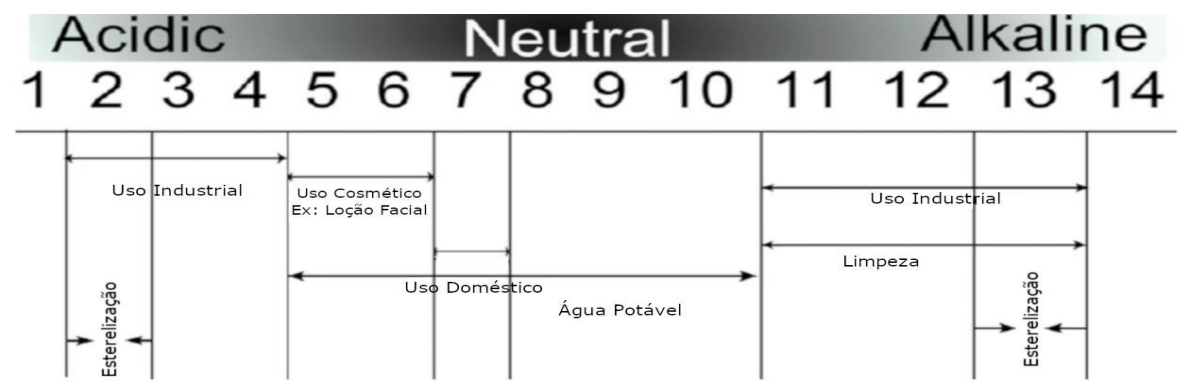 Acidic Neutral Alkaline
1 2 3 4 5 6 7 8 9 10 11 12 13 14
Uso Industrial
Uso Cosmético
Ex: Loção Facial
Uso Industrial
Limpeza
Uso Doméstico
Água Potável
Esterelização
Esterelização